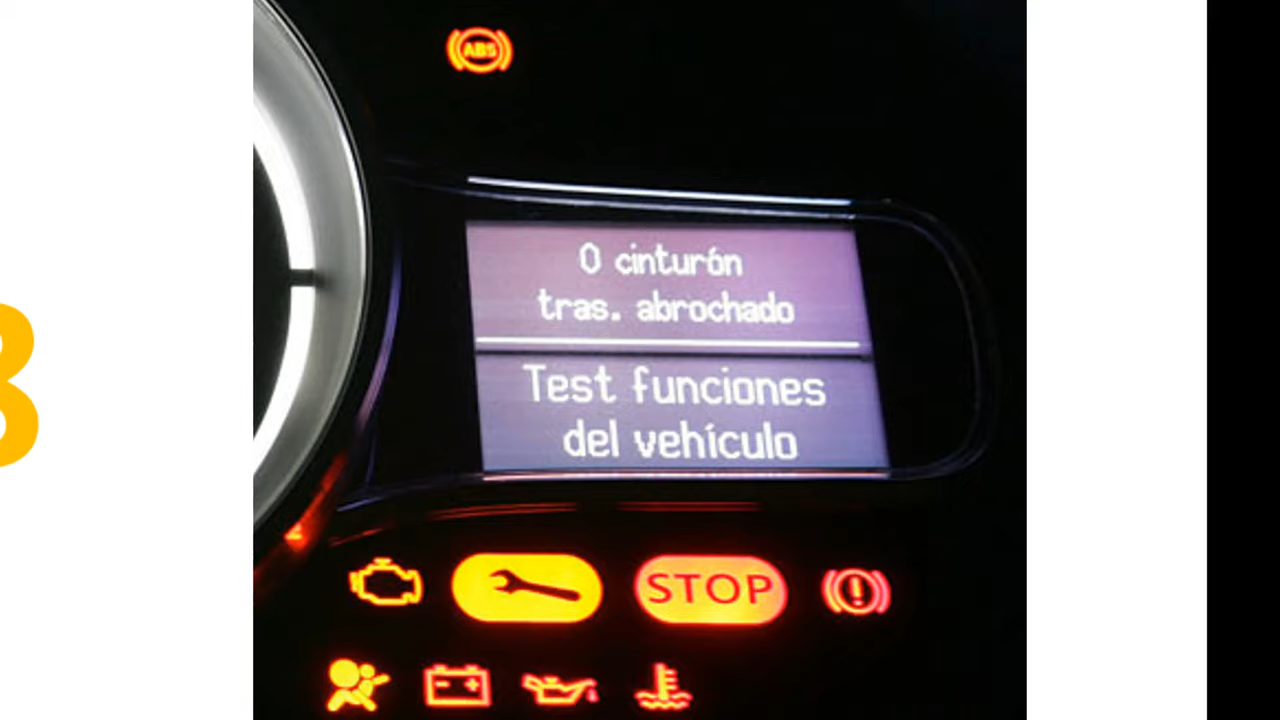 ABS
0 cinturón
tras. abrochado
Test funciones
del vehículo
STOP